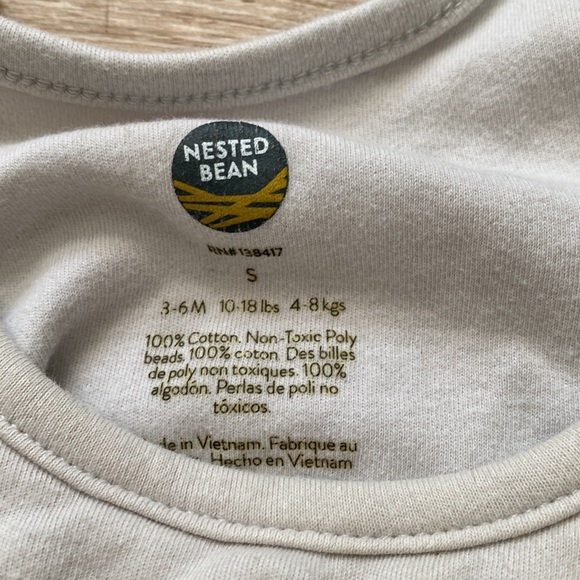 NESTED
BEAN
RN# 138417
S
3-6M 10-18 lbs 4-8 kgs
100% Cotton. Non-Toxic Poly
beads. 100% coton. Des billes
de poly non toxiques. 100%
algodón. Perlas de poli no
tóxicos.
in Vietnam. Fabrique au
Hecho en Vietnam